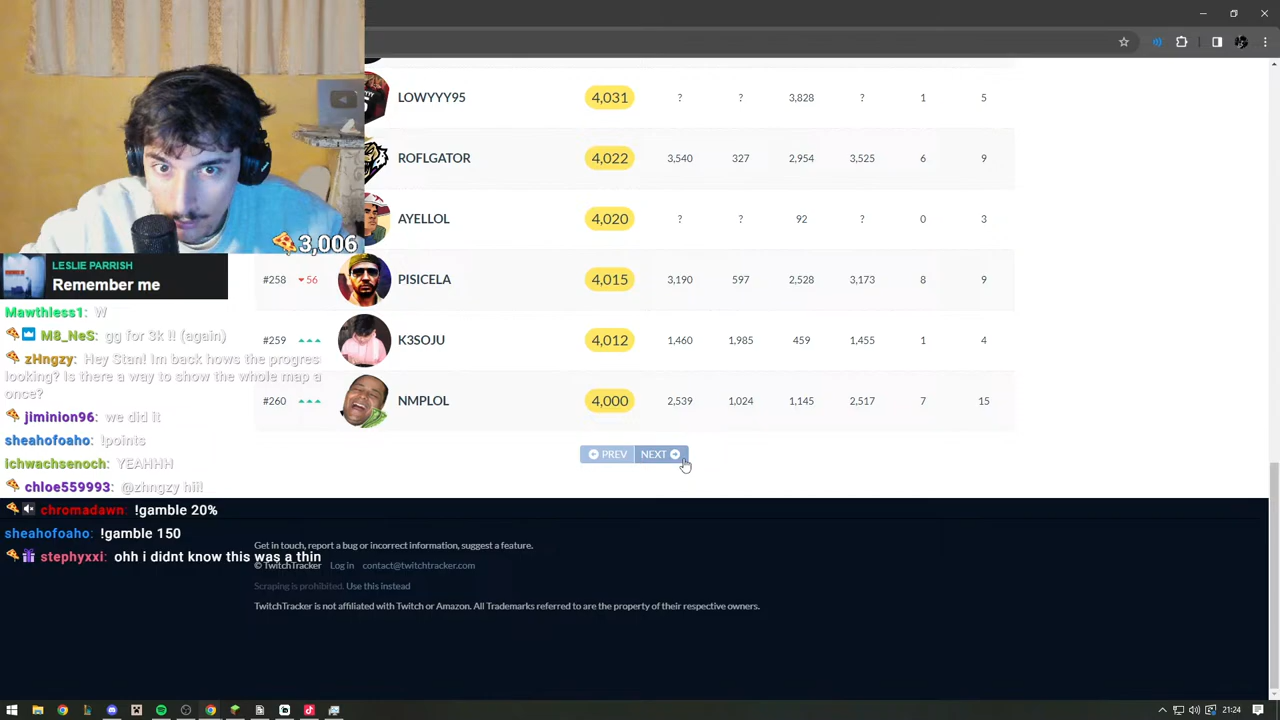 LOWYYY95 4,031 ? ? 3,828 ? 1 5
ROFLGATOR 4,022 3,540 327 2,954 3,525 6 9
AYELLOL 4,020 ? ? 92 ? 0 3
#258 56 PISICELA 4,015 3,190 597 2,528 3,173 8 9
#259 K3SOJU 4,012 1,460 1,985 459 1,455 1 4
#260 NMPLOL 4,000 2,539 1,024 1,145 2,517 7 15
PREV NEXT
3,006
LESLIE PARRISH
Remember me
Mawthless1: W
M8_NeS: gg for 3k !! (again)
zHngzy: Hey Stan! Im back hows the progres
looking? Is there a way to show the whole map a
once?
jiminion96: we did it
sheahofoaho: !points
Ichwachsenoch: YEAHHH
chloe559993: @zhngzy hii!
chromadawn: !gamble 20%
sheahofoaho: !gamble 150
stephyxxi: ohh i didnt know this was a thin
Get in touch, report a bug or incorrect information, suggest a feature.
© TwitchTracker Log in contact@twitchtracker.com
Scraping is prohibited. Use this instead
TwitchTracker is not affiliated with Twitch or Amazon. All Trademarks referred to are the property of their respective owners.
21:24